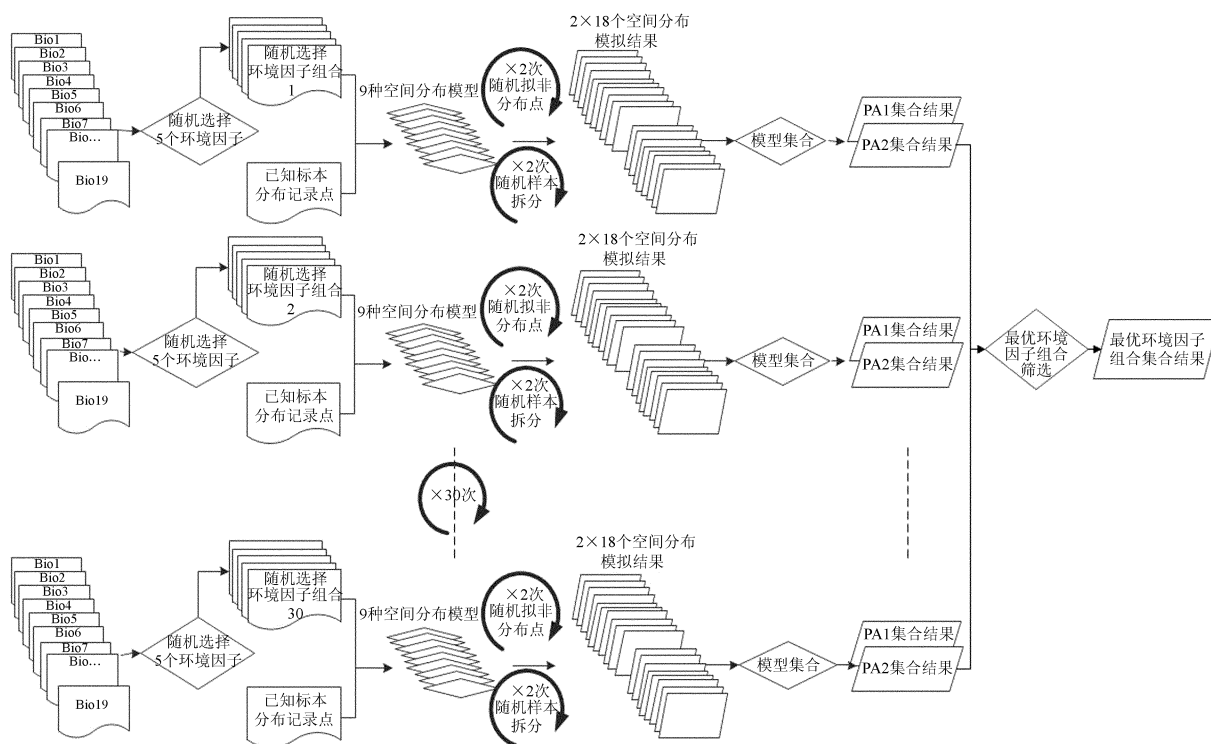 Bio1
Bio2
Bio3
Bio4
Bio5
Bio6
Bio7
Bio…
Bio19
随机选择
5个环境因子
随机选择
环境因子组合
1
已知标本
分布记录点
9种空间分布模型
×2次
随机拟非
分布点
×2次
随机样本
拆分
2×18个空间分布
模拟结果
模型集合
PA1集合结果
PA2集合结果
Bio1
Bio2
Bio3
Bio4
Bio5
Bio6
Bio7
Bio…
Bio19
随机选择
5个环境因子
随机选择
环境因子组合
2
已知标本
分布记录点
9种空间分布模型
×2次
随机拟非
分布点
×2次
随机样本
拆分
2×18个空间分布
模拟结果
模型集合
PA1集合结果
PA2集合结果
最优环境
因子组合
筛选
最优环境因子
组合集合结果
×30次
Bio1
Bio2
Bio3
Bio4
Bio5
Bio6
Bio7
Bio…
Bio19
随机选择
5个环境因子
随机选择
环境因子组合
30
已知标本
分布记录点
9种空间分布模型
×2次
随机拟非
分布点
×2次
随机样本
拆分
2×18个空间分布
模拟结果
模型集合
PA1集合结果
PA2集合结果